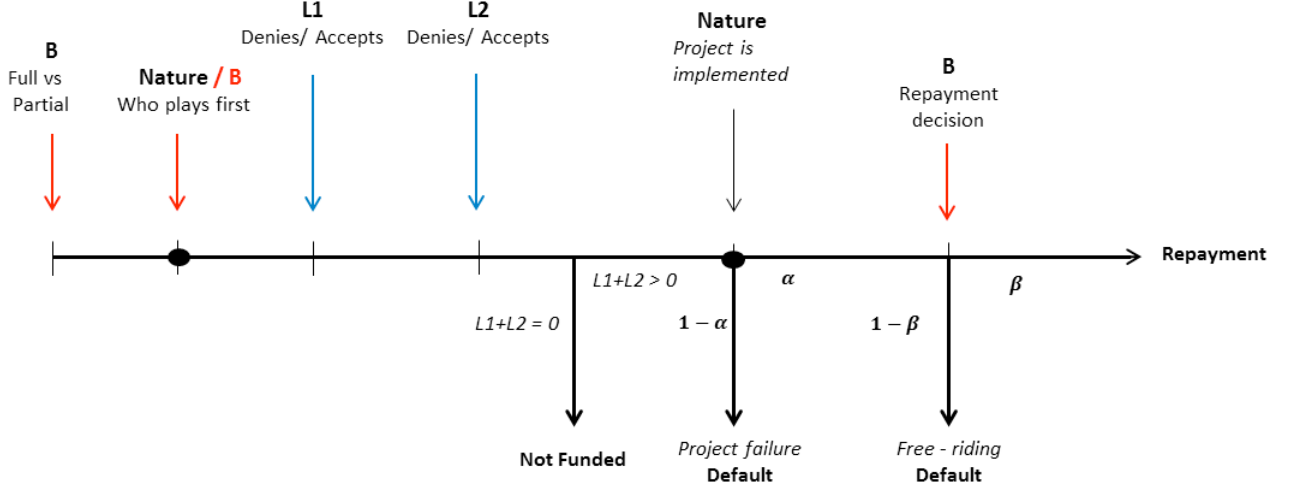 B
Full vs
Partial
Nature / B
Who plays first
L1
Denies/ Accepts
L2
Denies/ Accepts
Nature
Project is
implemented
B
Repayment
decision
Repayment
L1+L2 > 0
α
β
L1+L2 = 0
1 − α
1 − β
Not Funded
Project failure
Default
Free - riding
Default